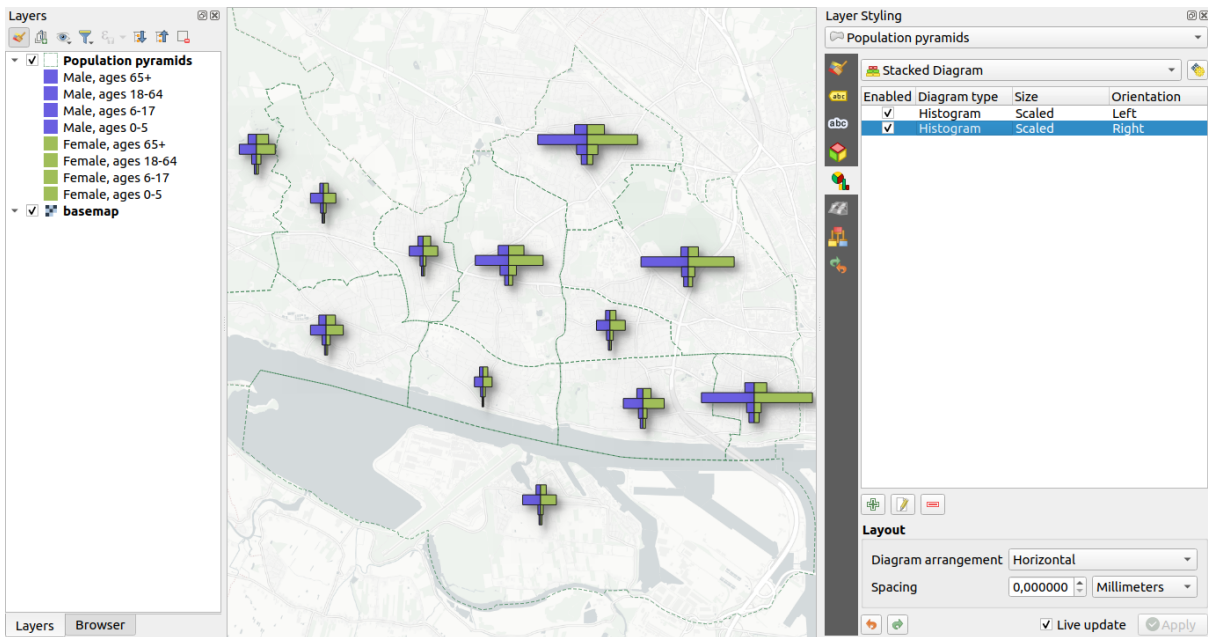 Layers
Population pyramids
Male, ages 65+
Male, ages 18-64
Male, ages 6-17
Male, ages 0-5
Female, ages 65+
Female, ages 18-64
Female, ages 6-17
Female, ages 0-5
basemap
Layers Browser
Layer Styling
Population pyramids
abc
abc
Stacked Diagram
Enabled Diagram type Size Orientation
Histogram Scaled Left
Histogram Scaled Right
Layout
Diagram arrangement Horizontal
Spacing 0,000000 Millimeters
Live update Apply